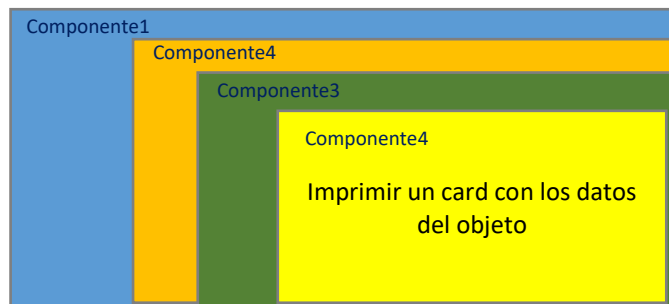 Componente1
Componente4
Componente3
Componente4
Imprimir un card con los datos
del objeto